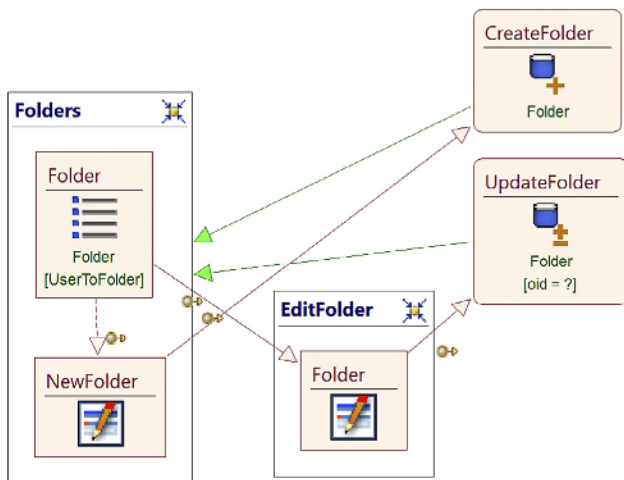 CreateFolder
Folder
Folders
Folder
Folder
[UserToFolder]
UpdateFolder
Folder
[oid = ?]
EditFolder
Folder
NewFolder